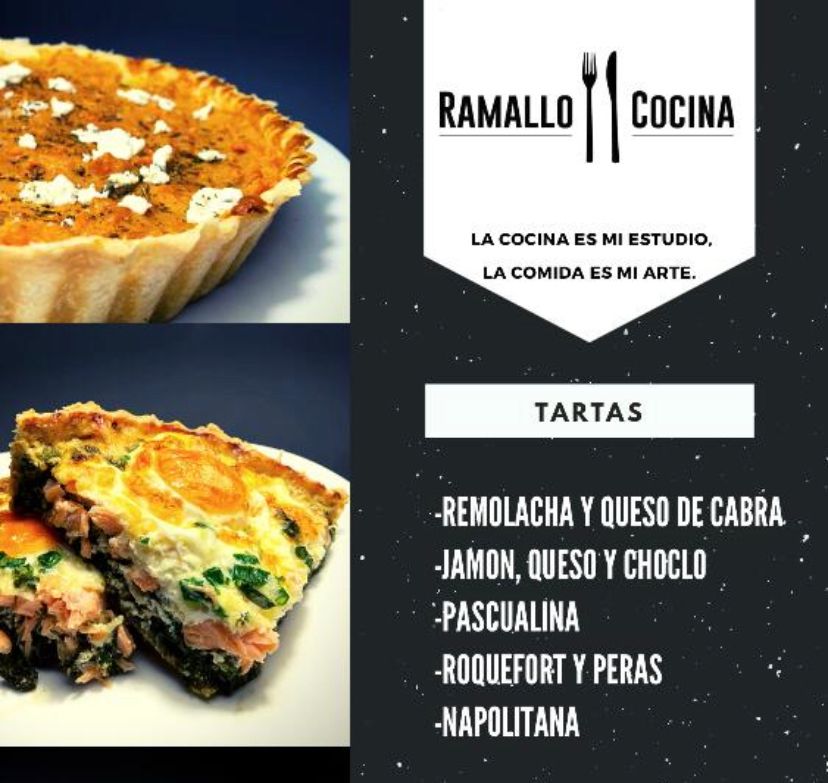 RAMALLO COCINA
LA COCINA ES MI ESTUDIO,
LA COMIDA ES MI ARTE.
TARTAS
-REMOLACHA Y QUESO DE CABRA
-JAMON, QUESO Y CHOCLO
-PASCUALINA
-ROQUEFORT Y PERAS
-NAPOLITANA